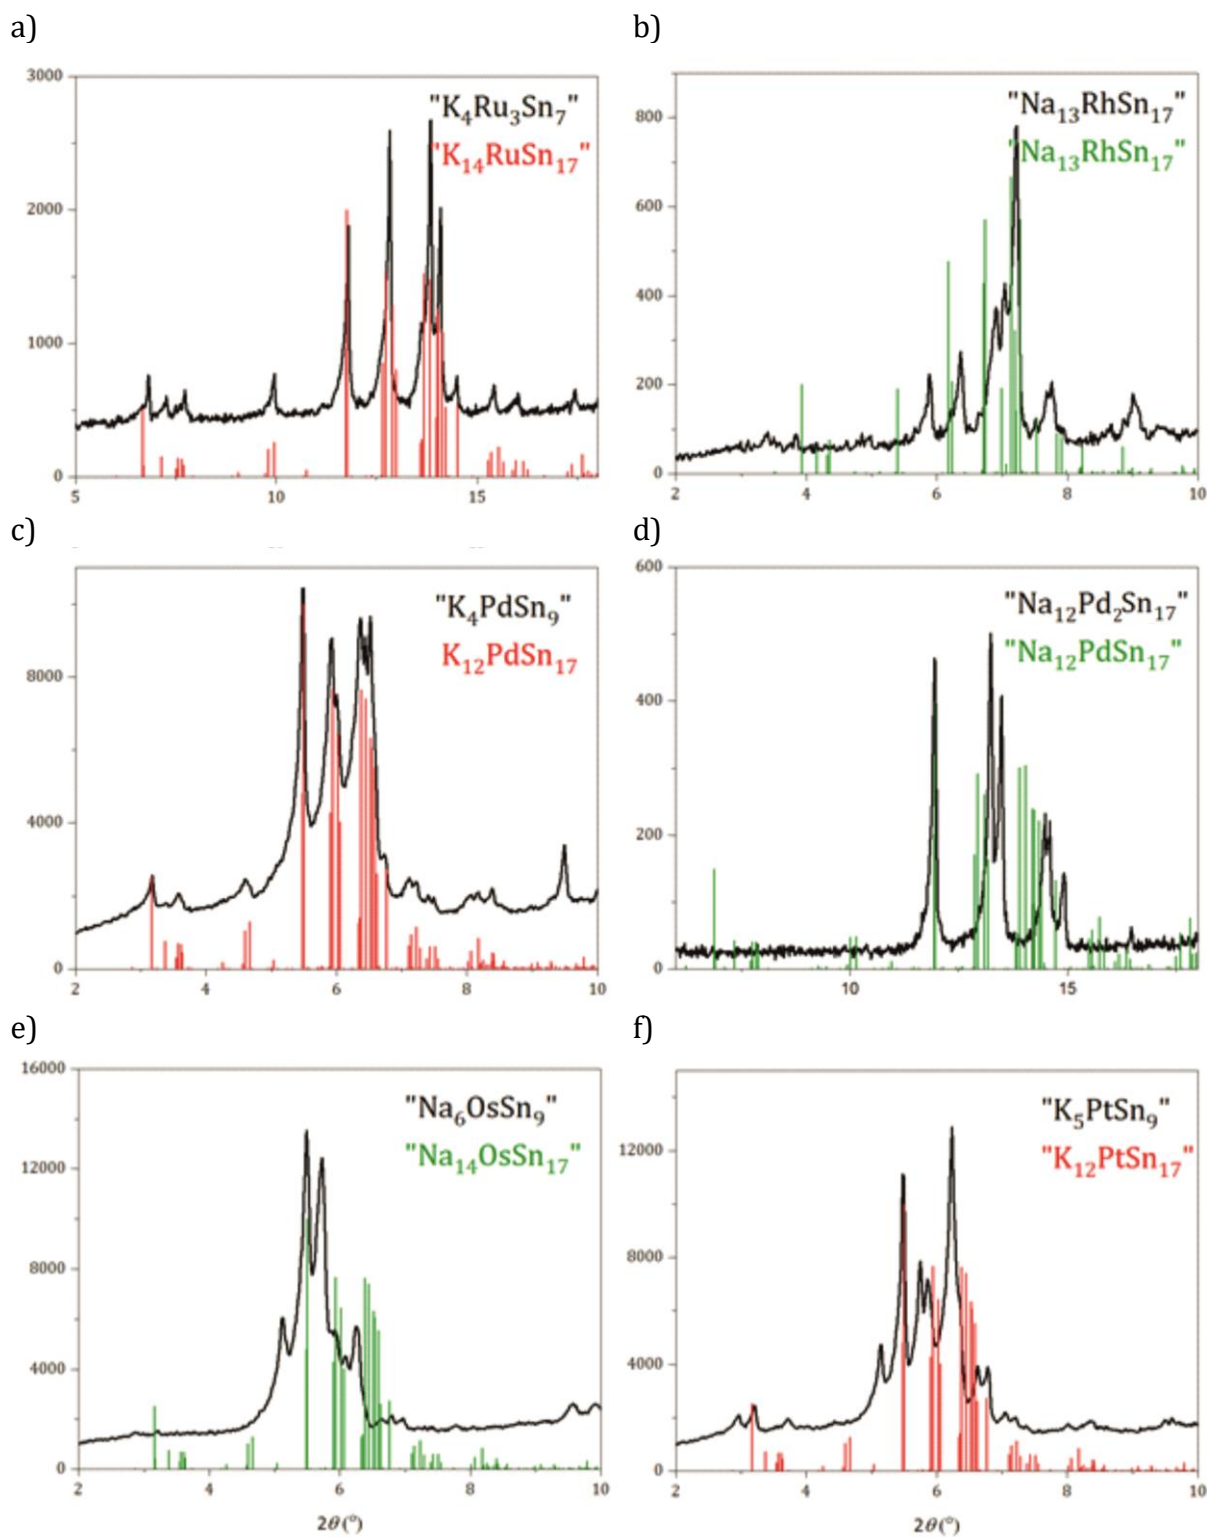 a)
3000
2000
1000
0
5
10
15
"K₄Ru₃Sn₇"
"K₁₄RuSn₁₇"
b)
800
600
400
200
0
2
4
6
8
10
"Na₁₃RhSn₁₇"
"Na₁₃RhSn₁₇"
c)
8000
4000
0
2
4
6
8
10
"K₄PdSn₉"
K₁₂PdSn₁₇
d)
600
400
200
0
10
15
"Na₁₂Pd₂Sn₁₇"
"Na₁₂PdSn₁₇"
e)
16000
12000
8000
4000
0
2
4
6
8
10
"Na₆OsSn₉"
"Na₁₄OsSn₁₇"
2θ (°)
f)
12000
8000
4000
0
2
4
6
8
10
"K₅PtSn₉"
"K₁₂PtSn₁₇"
2θ (°)